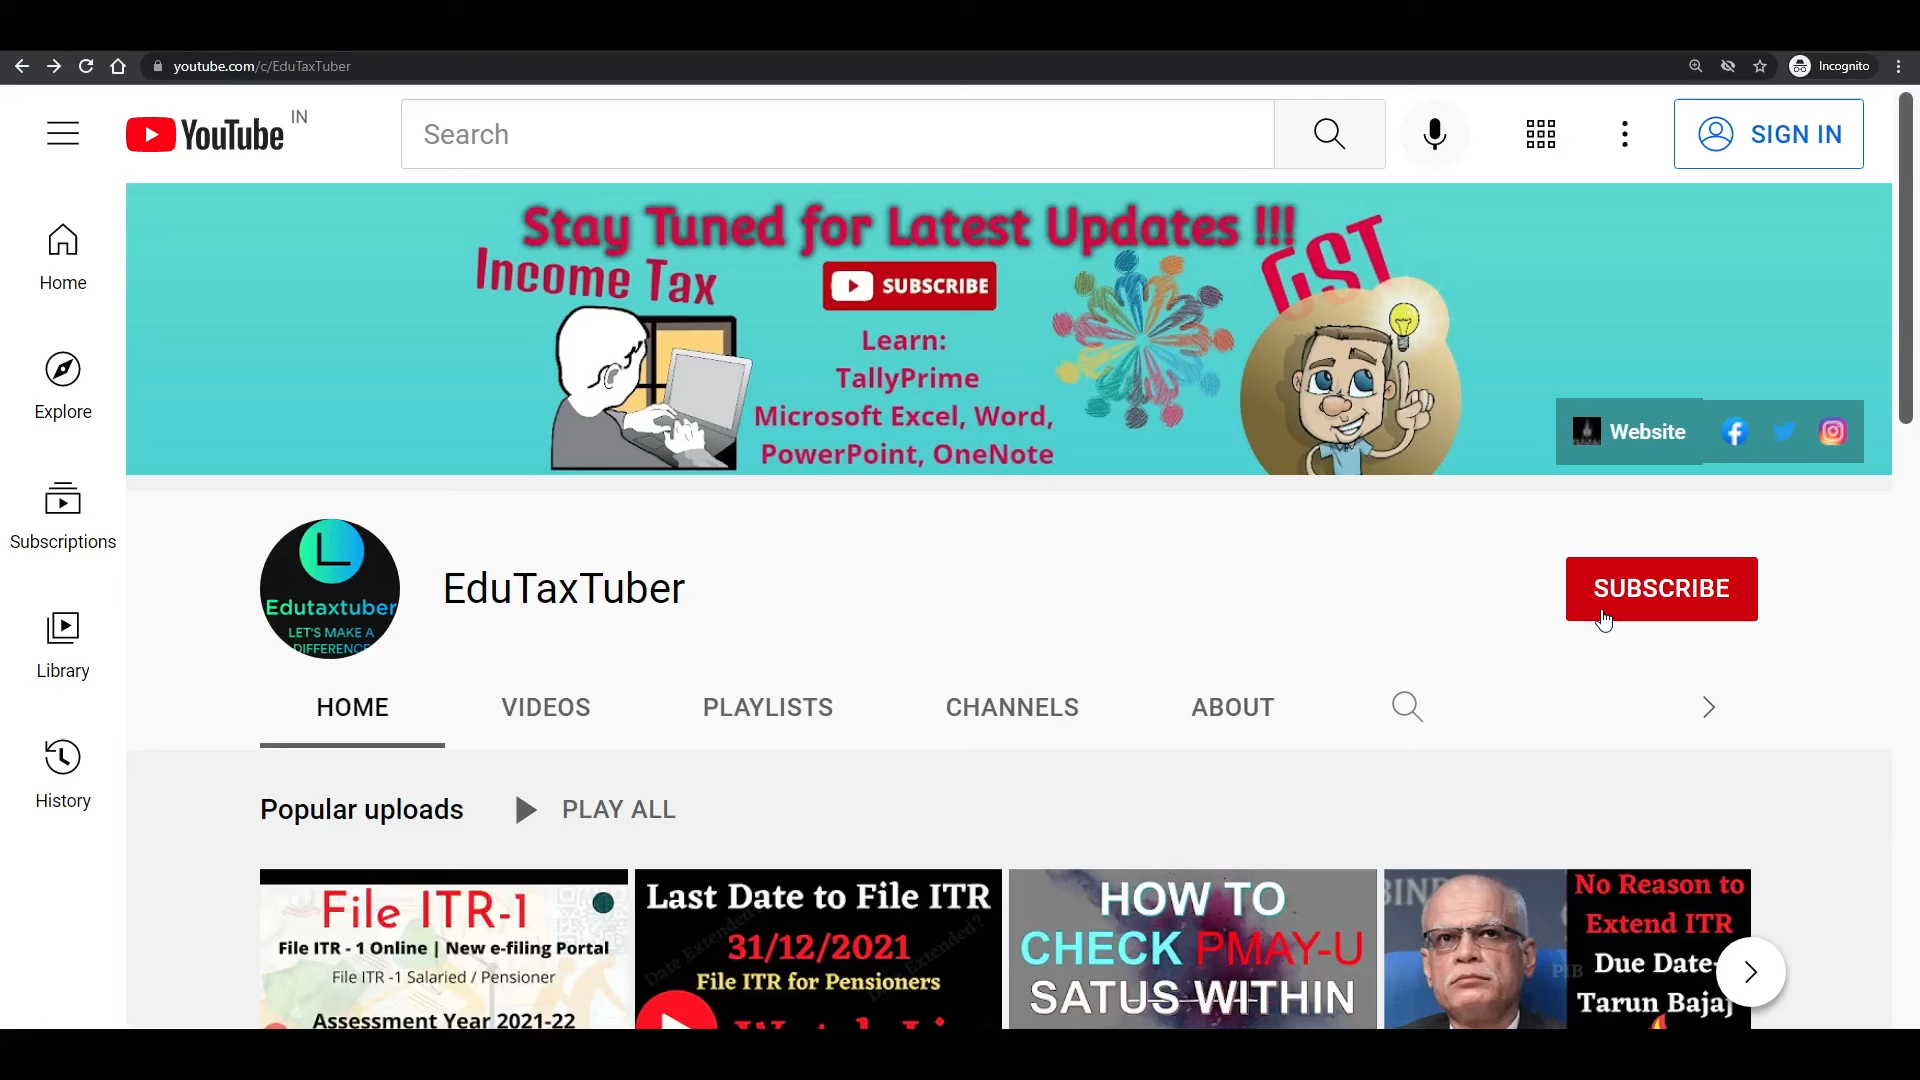 youtube.com/c/EduTaxTuber
Incognito
YouTube IN
Search
SIGN IN
Home
Explore
Subscriptions
Library
History
Stay Tuned for Latest Updates !!!
Income Tax
SUBSCRIBE
GST
Learn:
TallyPrime
Microsoft Excel, Word,
PowerPoint, OneNote
Website
Edutaxtuber
LET'S MAKE A
DIFFERENCE
EduTaxTuber
SUBSCRIBE
HOME
VIDEOS
PLAYLISTS
CHANNELS
ABOUT
Popular uploads
PLAY ALL
File ITR-1
File ITR - 1 Online | New e-filing Portal
File ITR -1 Salaried / Pensioner
Assessment Year 2021-22
Last Date to File ITR
31/12/2021
File ITR for Pensioners
HOW TO
CHECK PMAY-U
SATUS WITHIN
No Reason to
Extend ITR
Due Date-
Tarun Bajaj
PIB